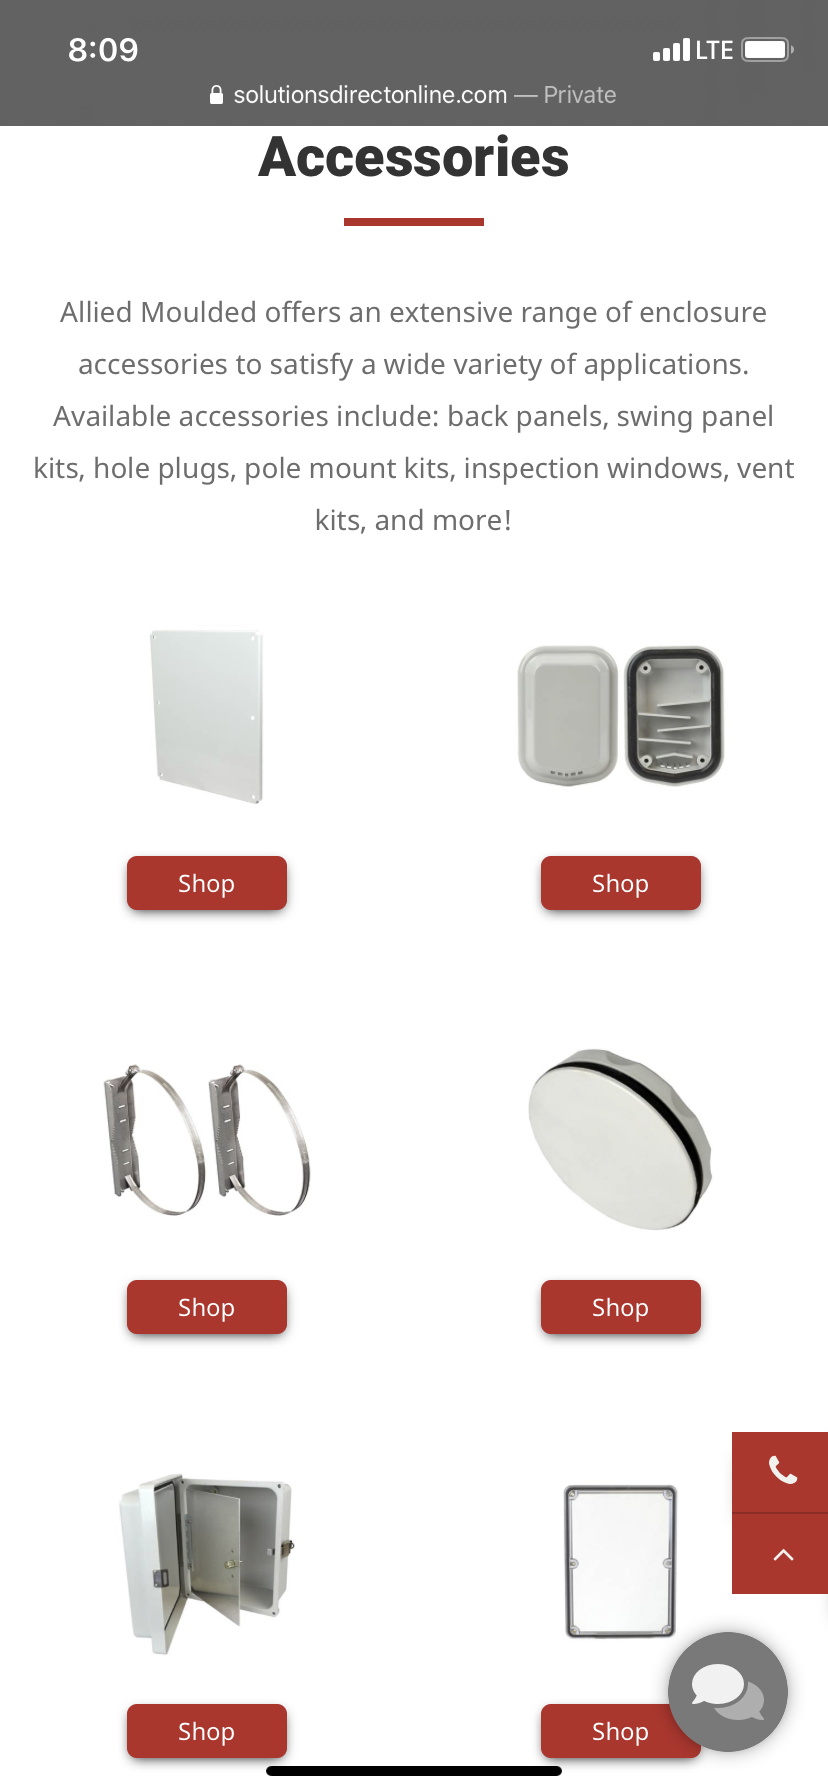 8:09
LTE
solutionsdirectonline.com — Private
Accessories
Allied Moulded offers an extensive range of enclosure
accessories to satisfy a wide variety of applications.
Available accessories include: back panels, swing panel
kits, hole plugs, pole mount kits, inspection windows, vent
kits, and more!
Shop
Shop
Shop
Shop
Shop
Shop